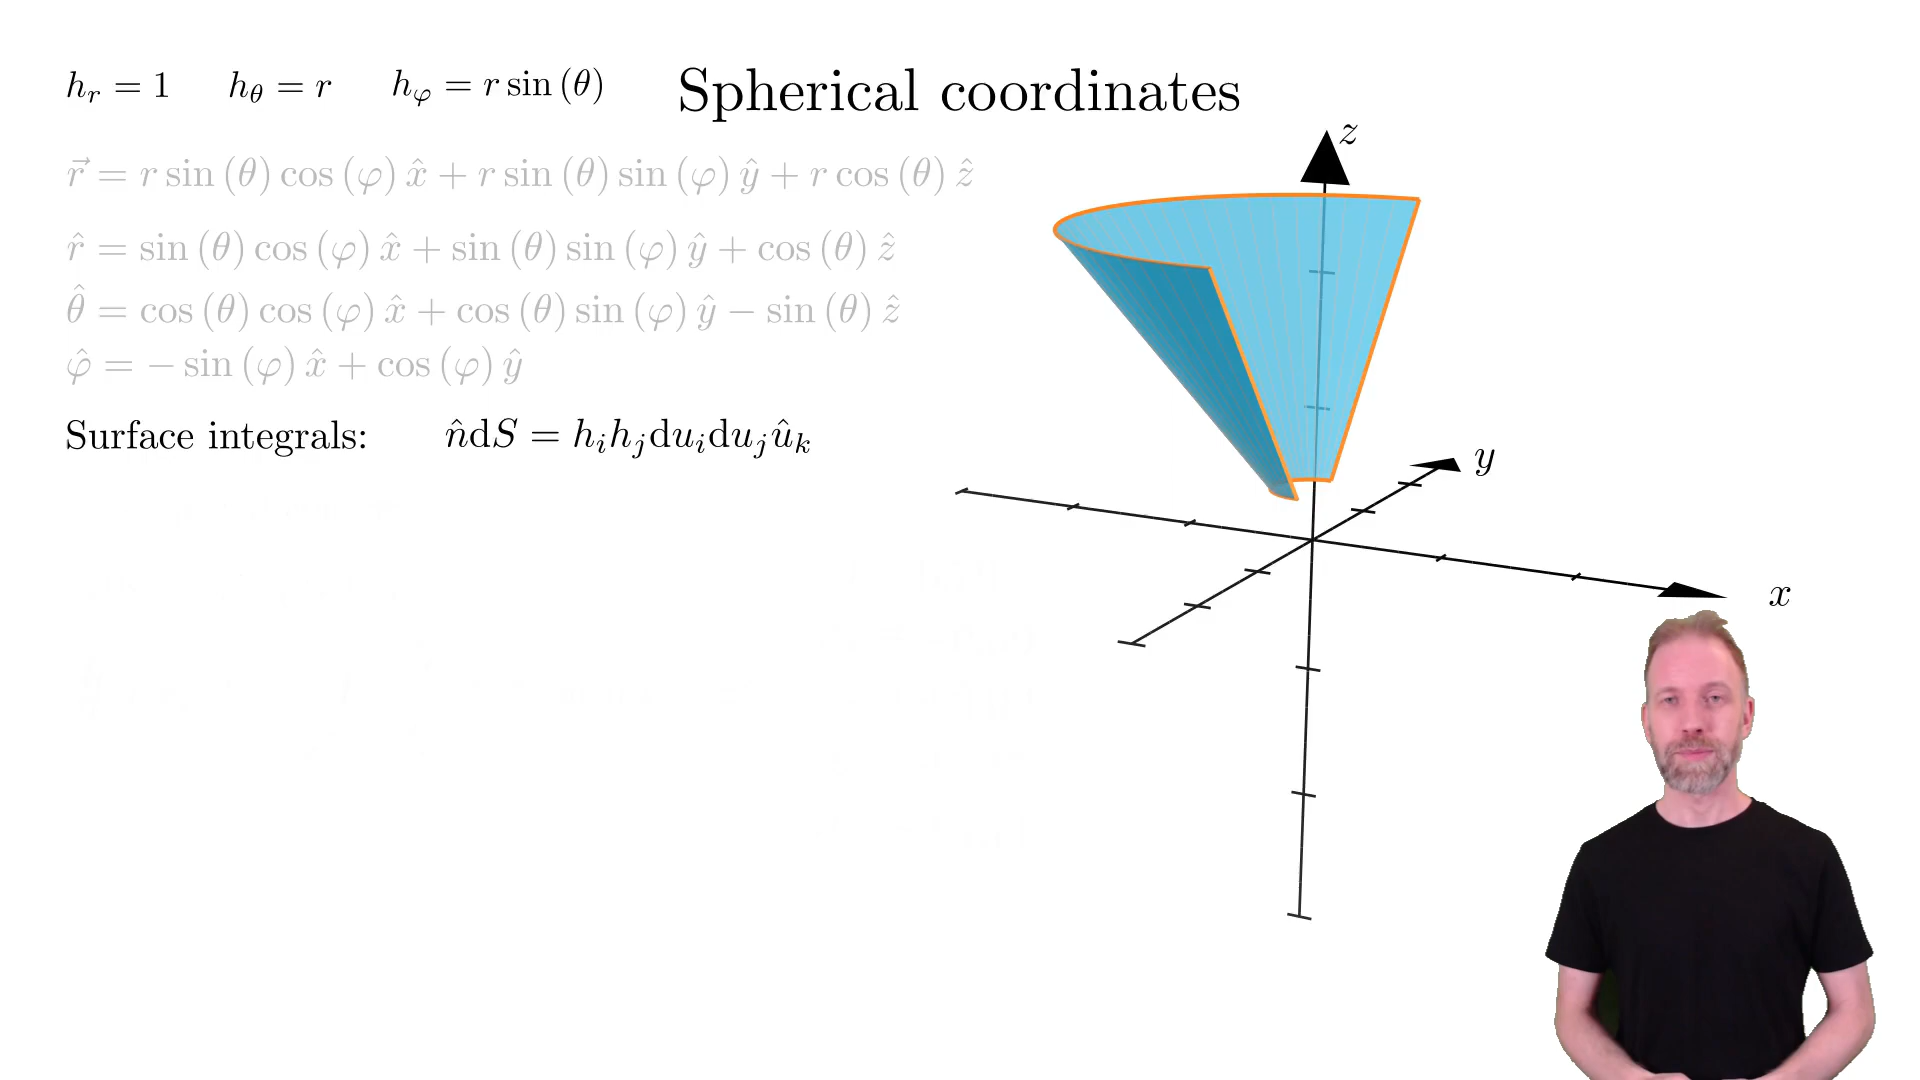 h_r = 1    h_θ = r    h_φ = r sin (θ)
Spherical coordinates
r⃗ = r sin (θ) cos (φ) x̂ + r sin (θ) sin (φ) ŷ + r cos (θ) ẑ
r̂ = sin (θ) cos (φ) x̂ + sin (θ) sin (φ) ŷ + cos (θ) ẑ
θ̂ = cos (θ) cos (φ) x̂ + cos (θ) sin (φ) ŷ − sin (θ) ẑ
φ̂ = − sin (φ) x̂ + cos (φ) ŷ
Surface integrals:    n̂dS = h_i h_j du_i du_j û_k
z
y
x